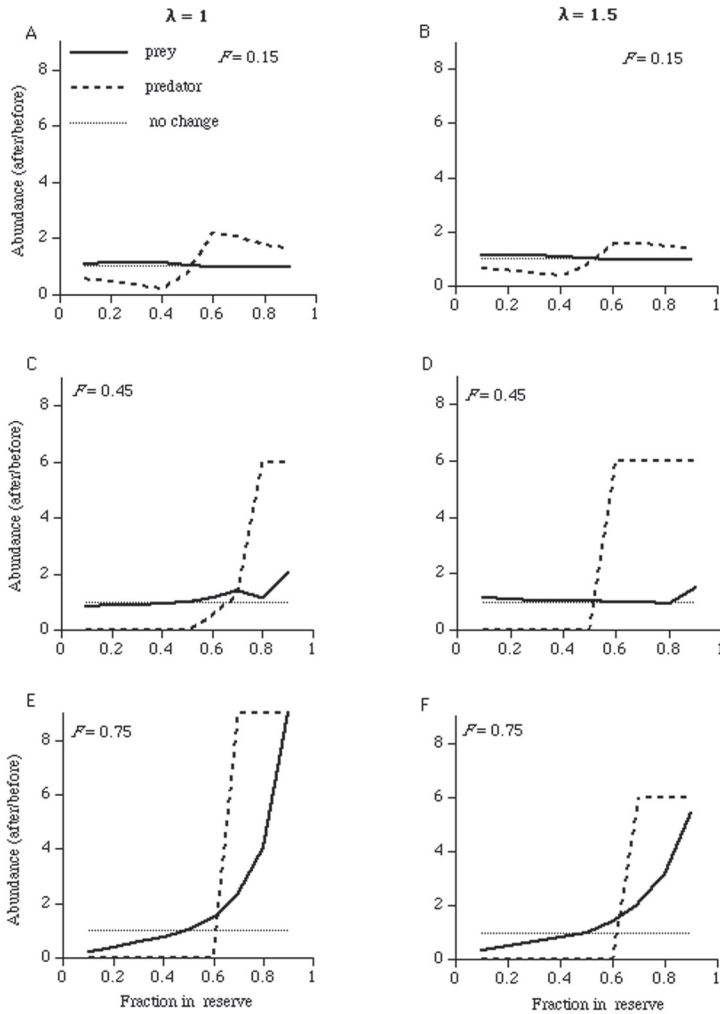 λ = 1
λ = 1.5
A
prey
F = 0.15
predator
no change
Abundance (after/before)
8
6
4
2
0
0 0.2 0.4 0.6 0.8 1
B
F = 0.15
8
6
4
2
0
0 0.2 0.4 0.6 0.8 1
C
F = 0.45
Abundance (after/before)
8
6
4
2
0
0 0.2 0.4 0.6 0.8 1
D
F = 0.45
8
6
4
2
0
0 0.2 0.4 0.6 0.8 1
E
F = 0.75
Abundance (after/before)
8
6
4
2
0
0 0.2 0.4 0.6 0.8 1
Fraction in reserve
F
F = 0.75
8
6
4
2
0
0 0.2 0.4 0.6 0.8 1
Fraction in reserve